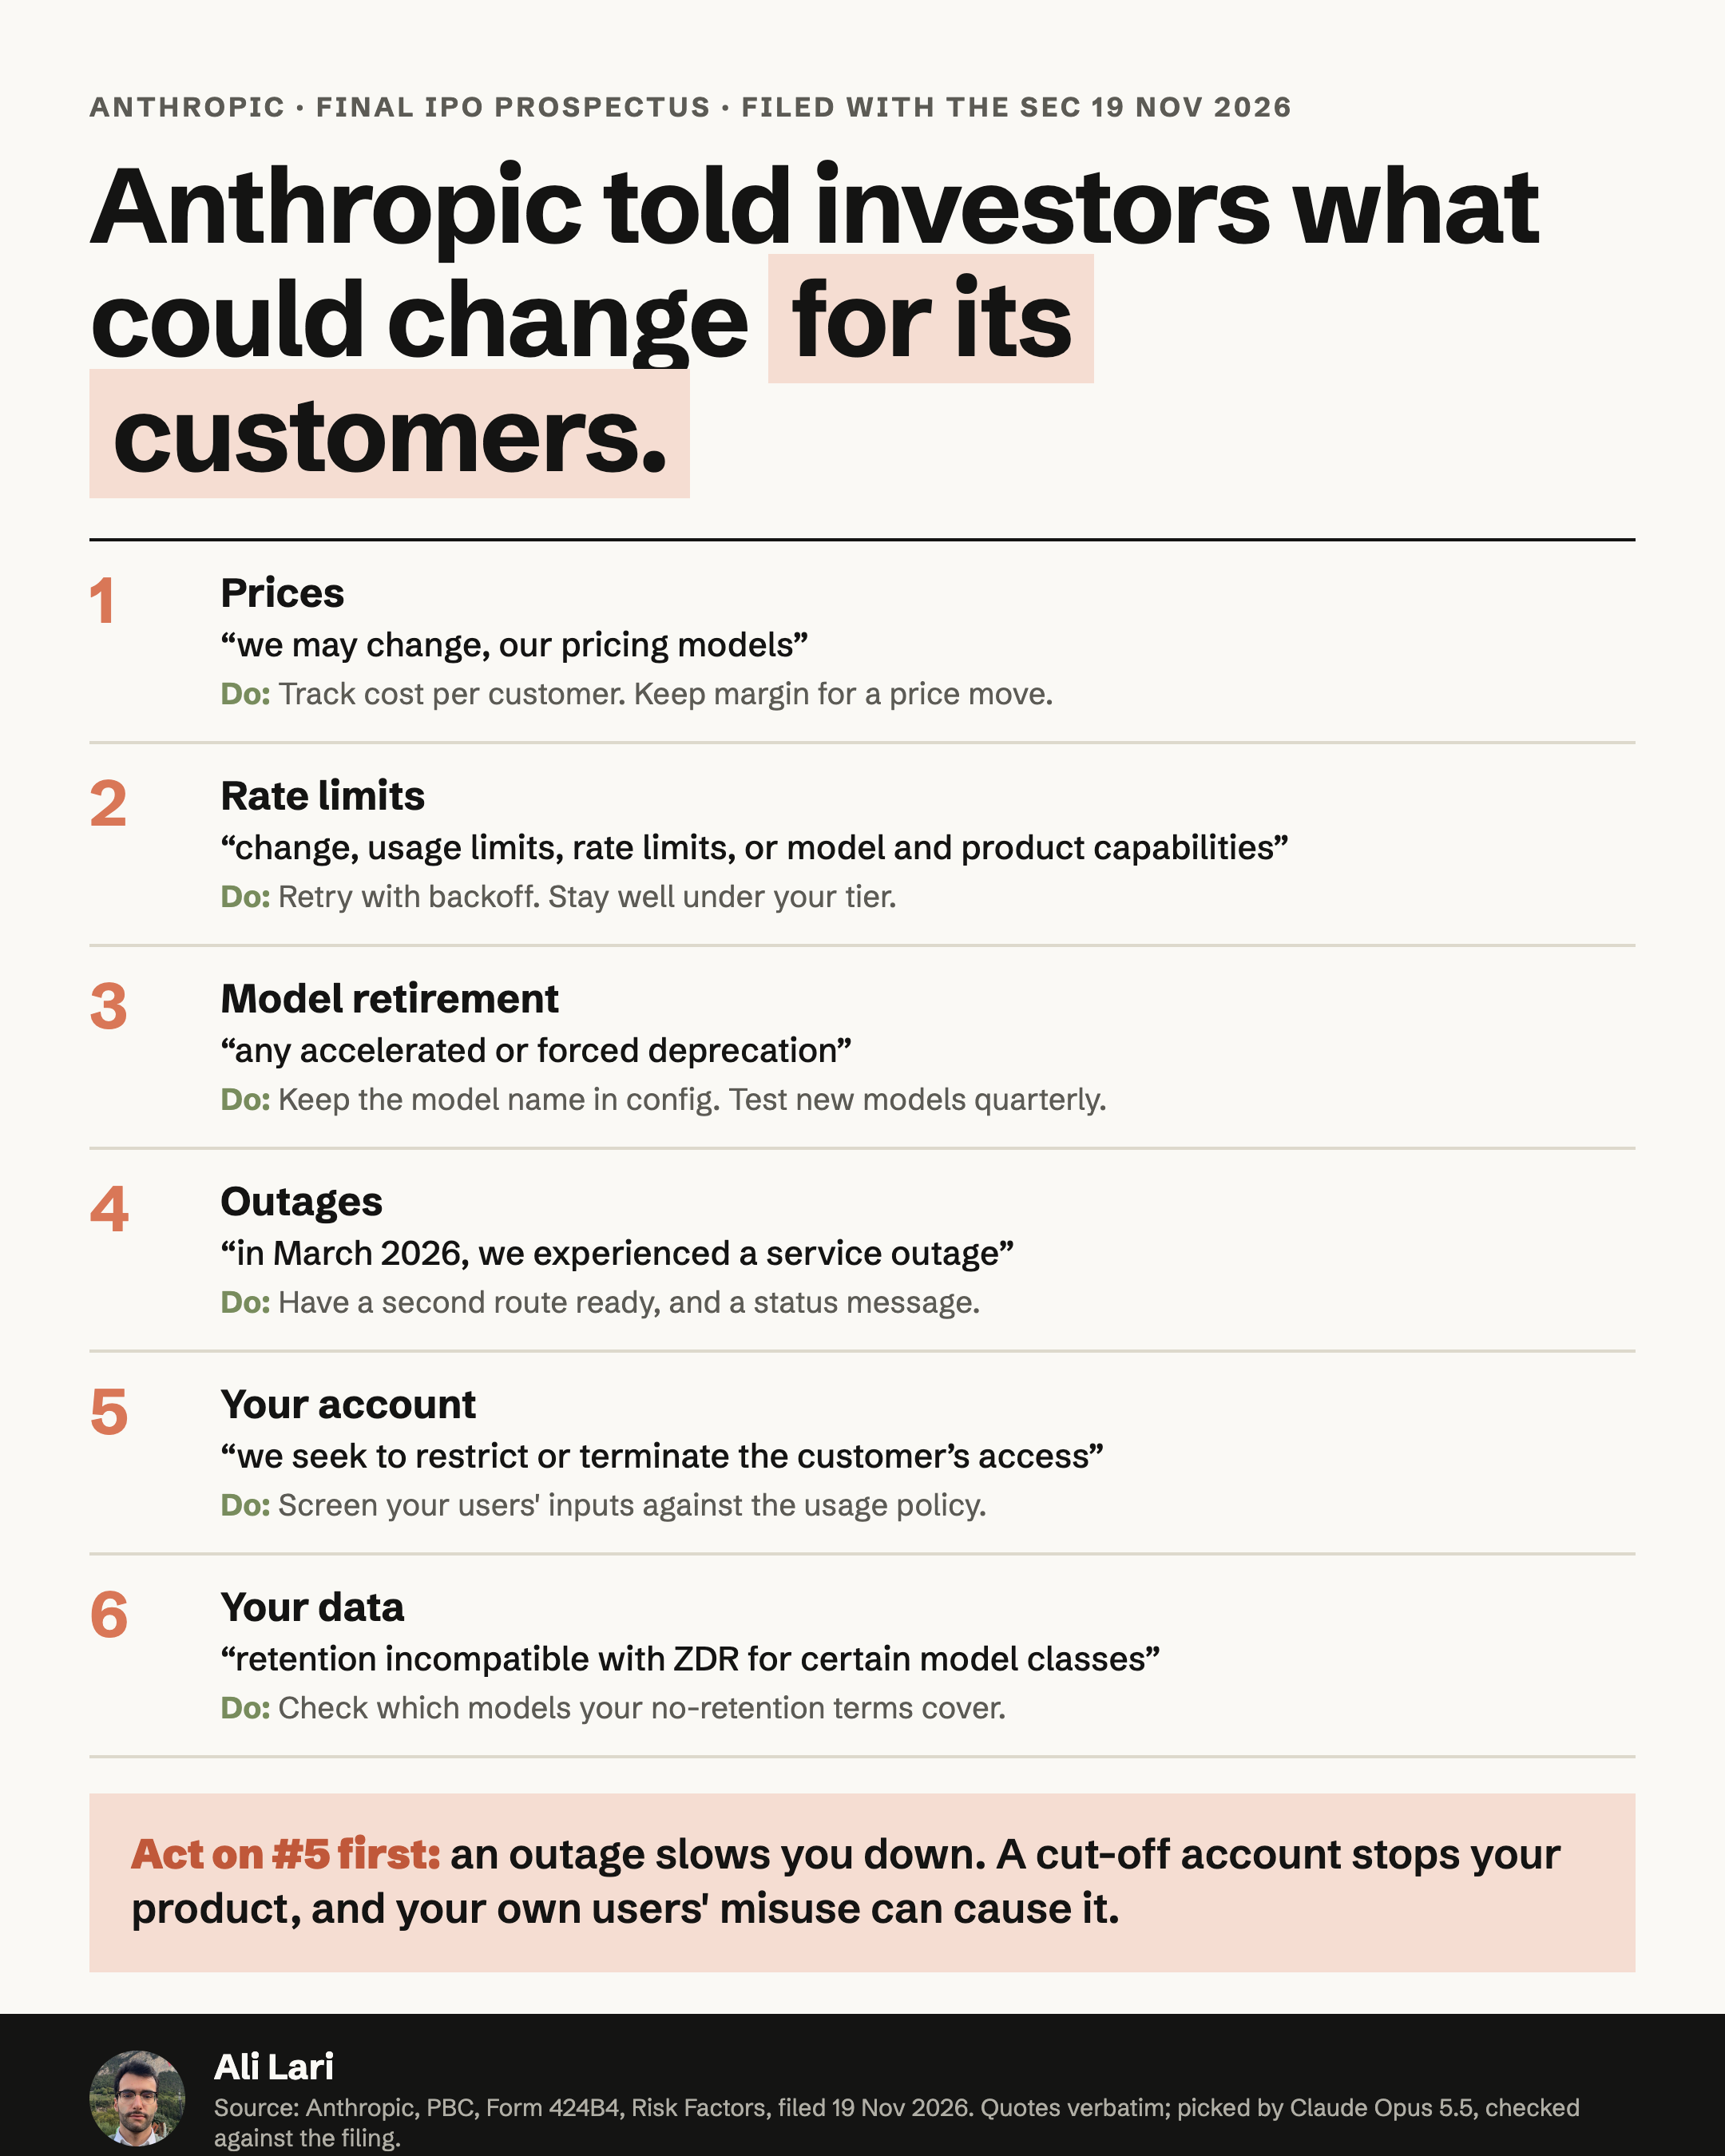 ANTHROPIC · FINAL IPO PROSPECTUS · FILED WITH THE SEC 19 NOV 2026
Anthropic told investors what
could change for its
customers.
1
Prices
“we may change, our pricing models”
Do: Track cost per customer. Keep margin for a price move.
2
Rate limits
“change, usage limits, rate limits, or model and product capabilities”
Do: Retry with backoff. Stay well under your tier.
3
Model retirement
“any accelerated or forced deprecation”
Do: Keep the model name in config. Test new models quarterly.
4
Outages
“in March 2026, we experienced a service outage”
Do: Have a second route ready, and a status message.
5
Your account
“we seek to restrict or terminate the customer’s access”
Do: Screen your users' inputs against the usage policy.
6
Your data
“retention incompatible with ZDR for certain model classes”
Do: Check which models your no-retention terms cover.
Act on #5 first: an outage slows you down. A cut-off account stops your
product, and your own users' misuse can cause it.
Ali Lari
Source: Anthropic, PBC, Form 424B4, Risk Factors, filed 19 Nov 2026. Quotes verbatim; picked by Claude Opus 5.5, checked
against the filing.